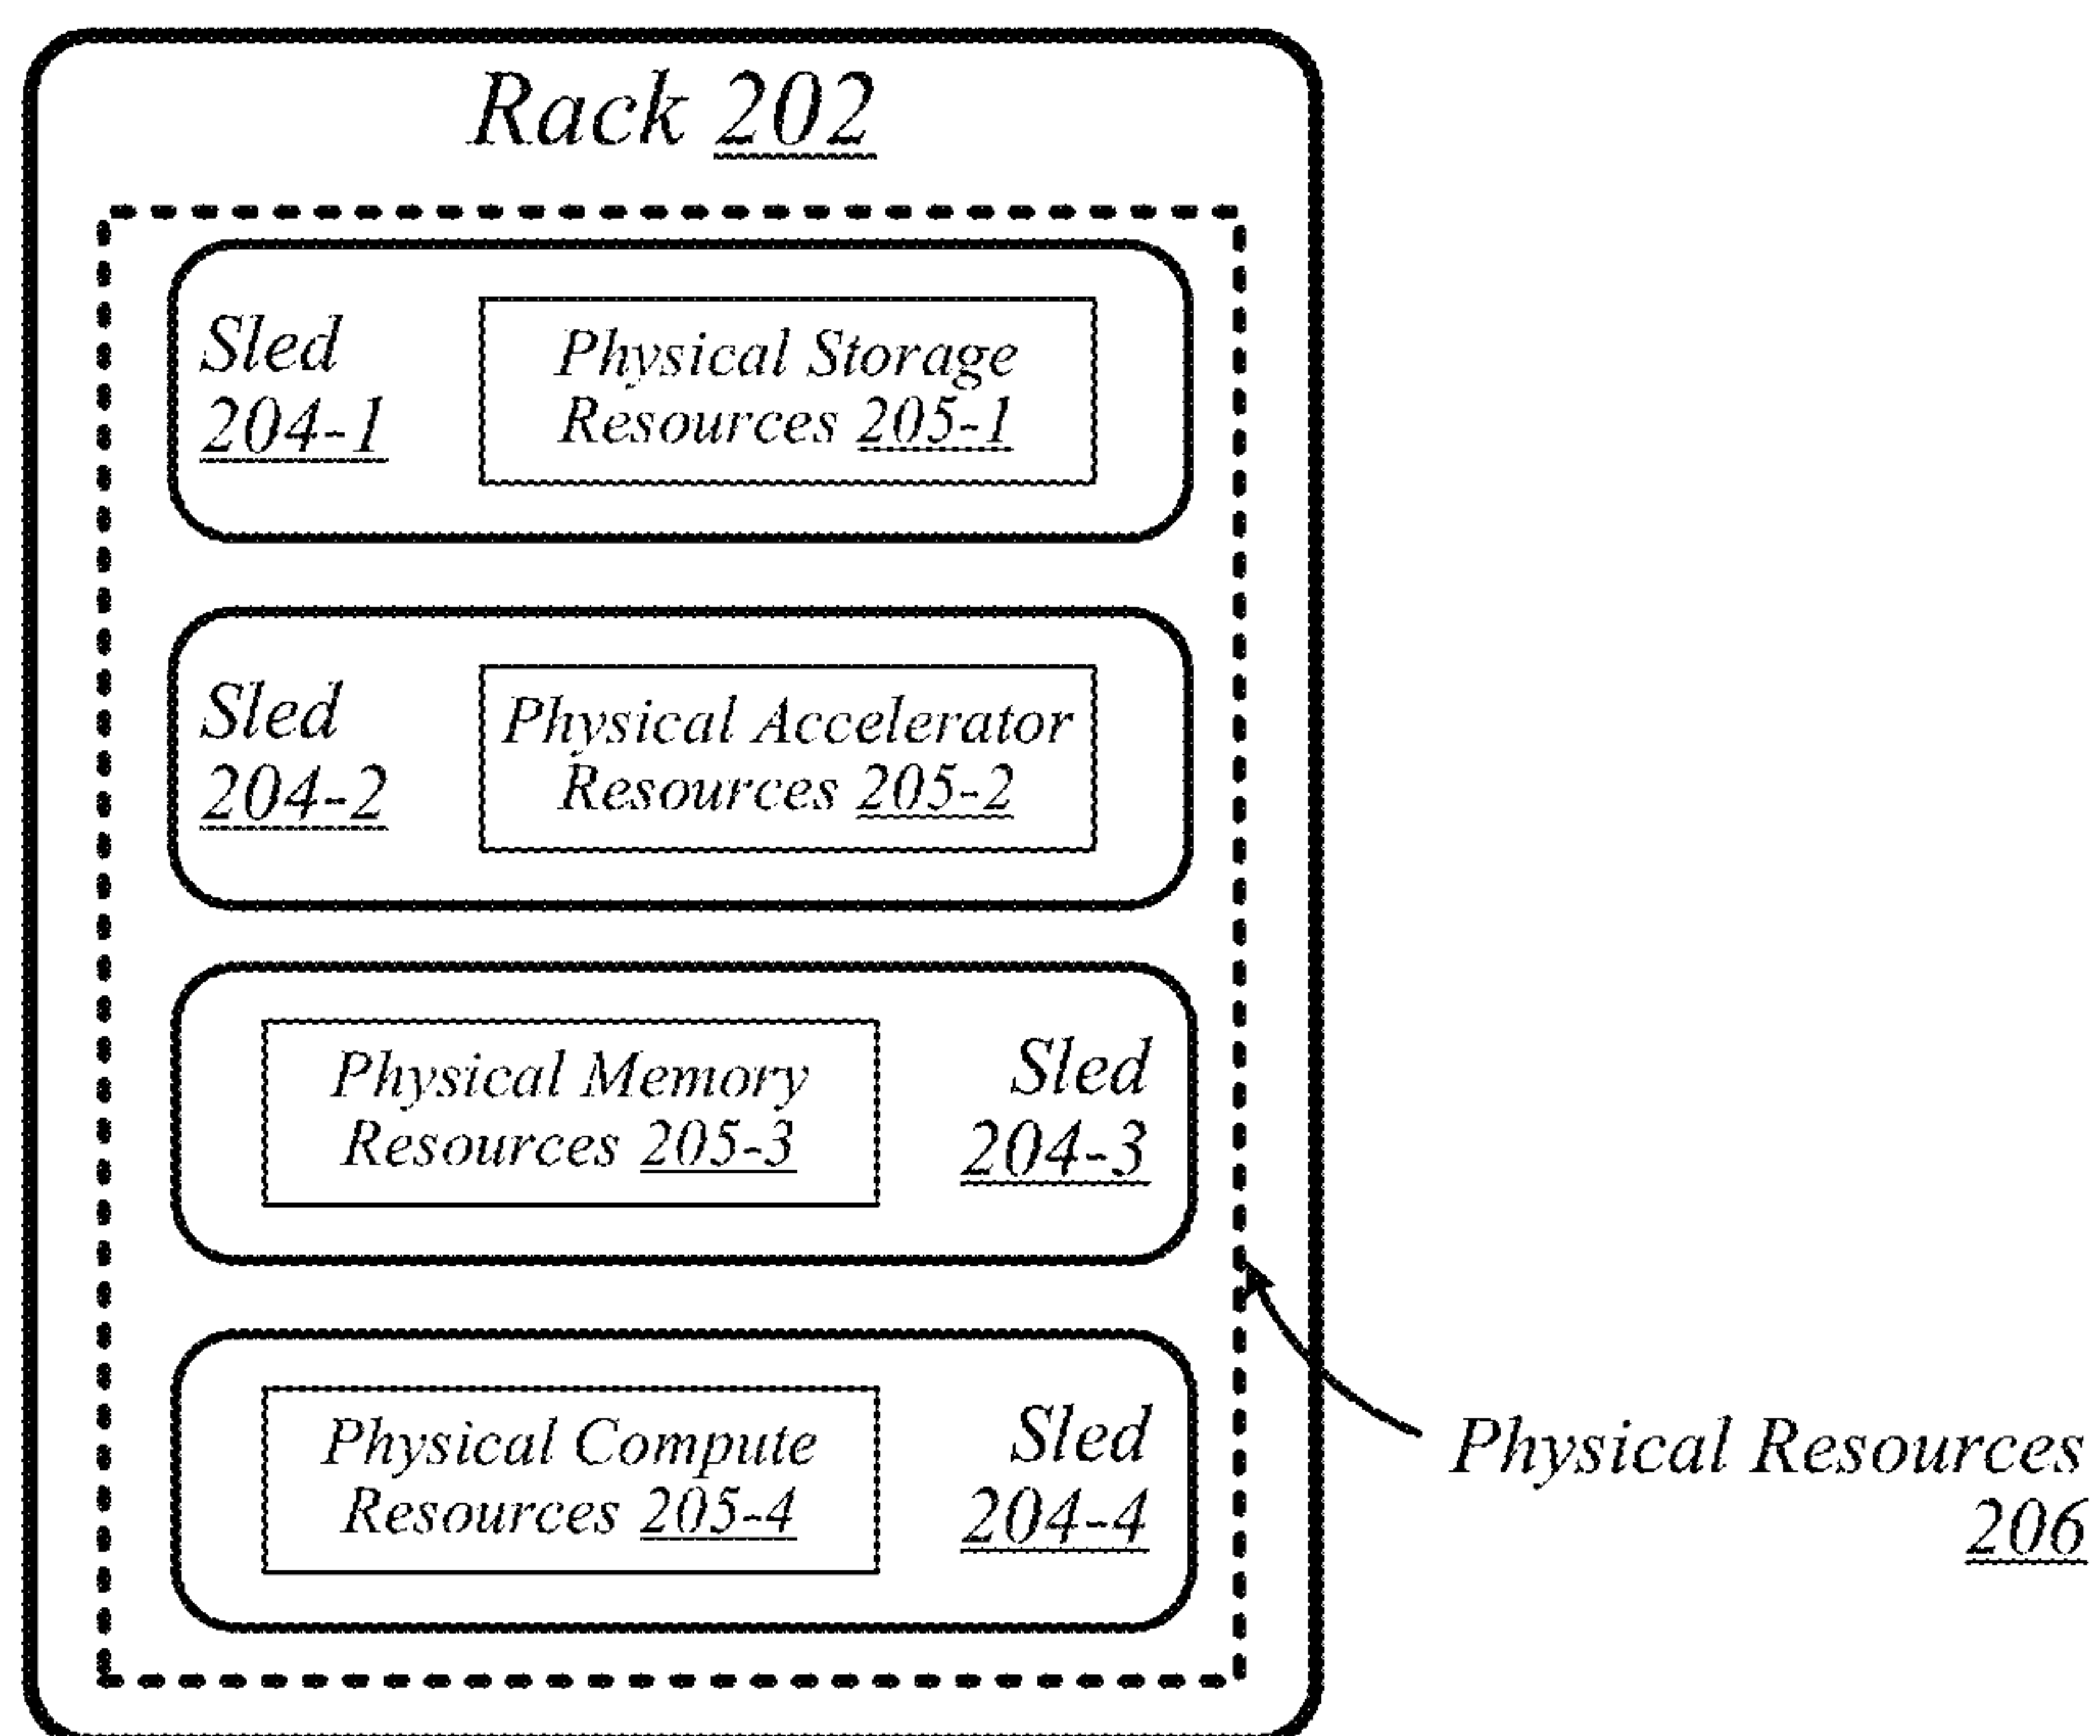 Rack 202
Sled
204-1
Physical Storage
Resources 205-1
Sled
204-2
Physical Accelerator
Resources 205-2
Physical Memory
Resources 205-3
Sled
204-3
Physical Compute
Resources 205-4
Sled
204-4
Physical Resources
206